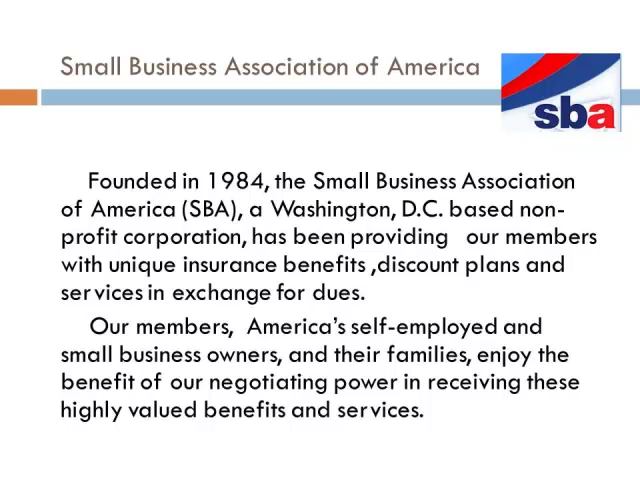 Small Business Association of America
sba
Founded in 1984, the Small Business Association
of America (SBA), a Washington, D.C. based non-
profit corporation, has been providing our members
with unique insurance benefits ,discount plans and
services in exchange for dues.
Our members, America's self-employed and
small business owners, and their families, enjoy the
benefit of our negotiating power in receiving these
highly valued benefits and services.